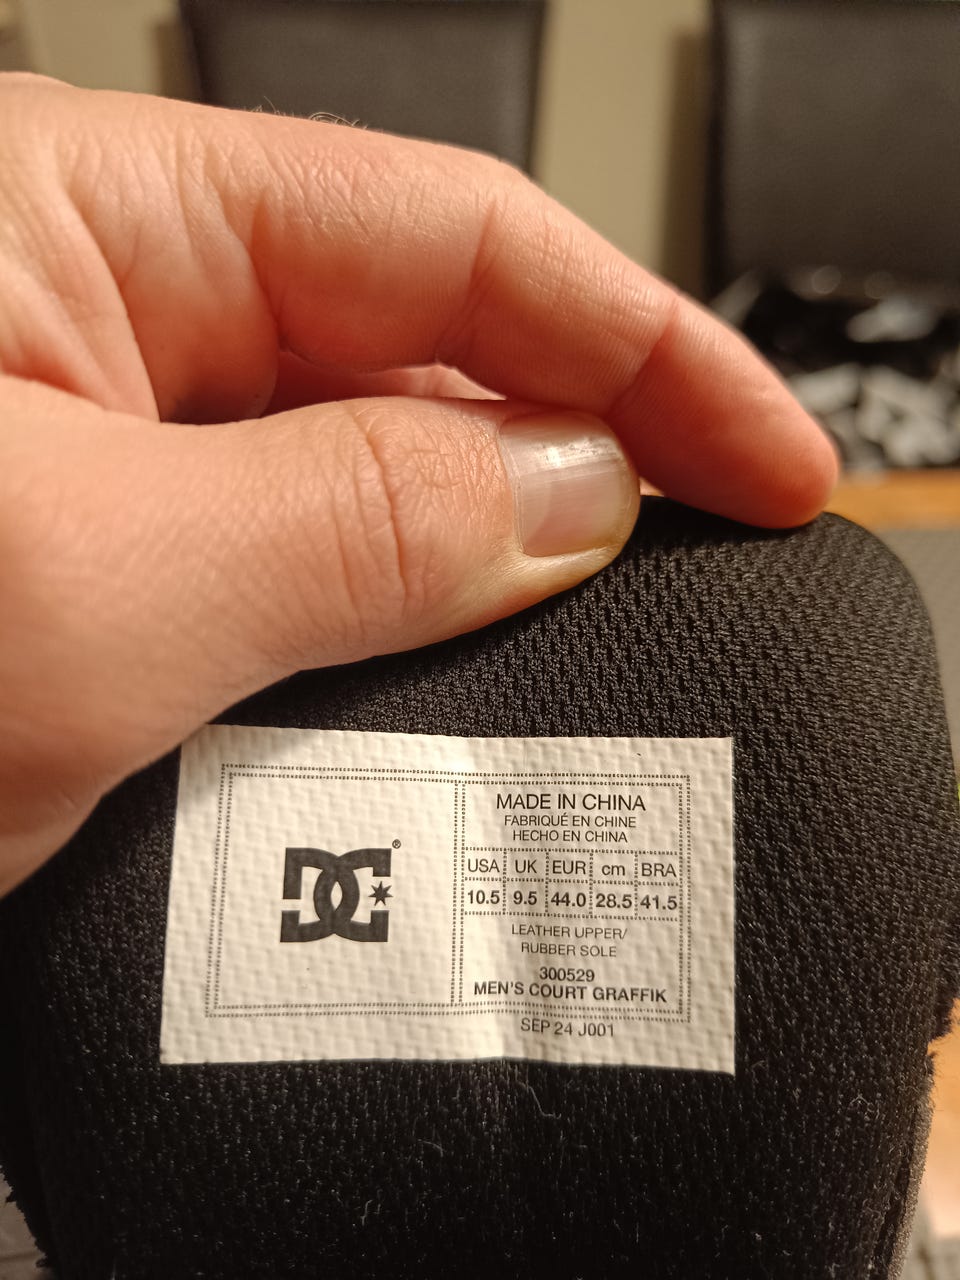 DC®
MADE IN CHINA
FABRIQUÉ EN CHINE
HECHO EN CHINA
USA UK EUR cm BRA
10.5 9.5 44.0 28.5 41.5
LEATHER UPPER/
RUBBER SOLE
300529
MEN'S COURT GRAFFIK
SEP 24 J001